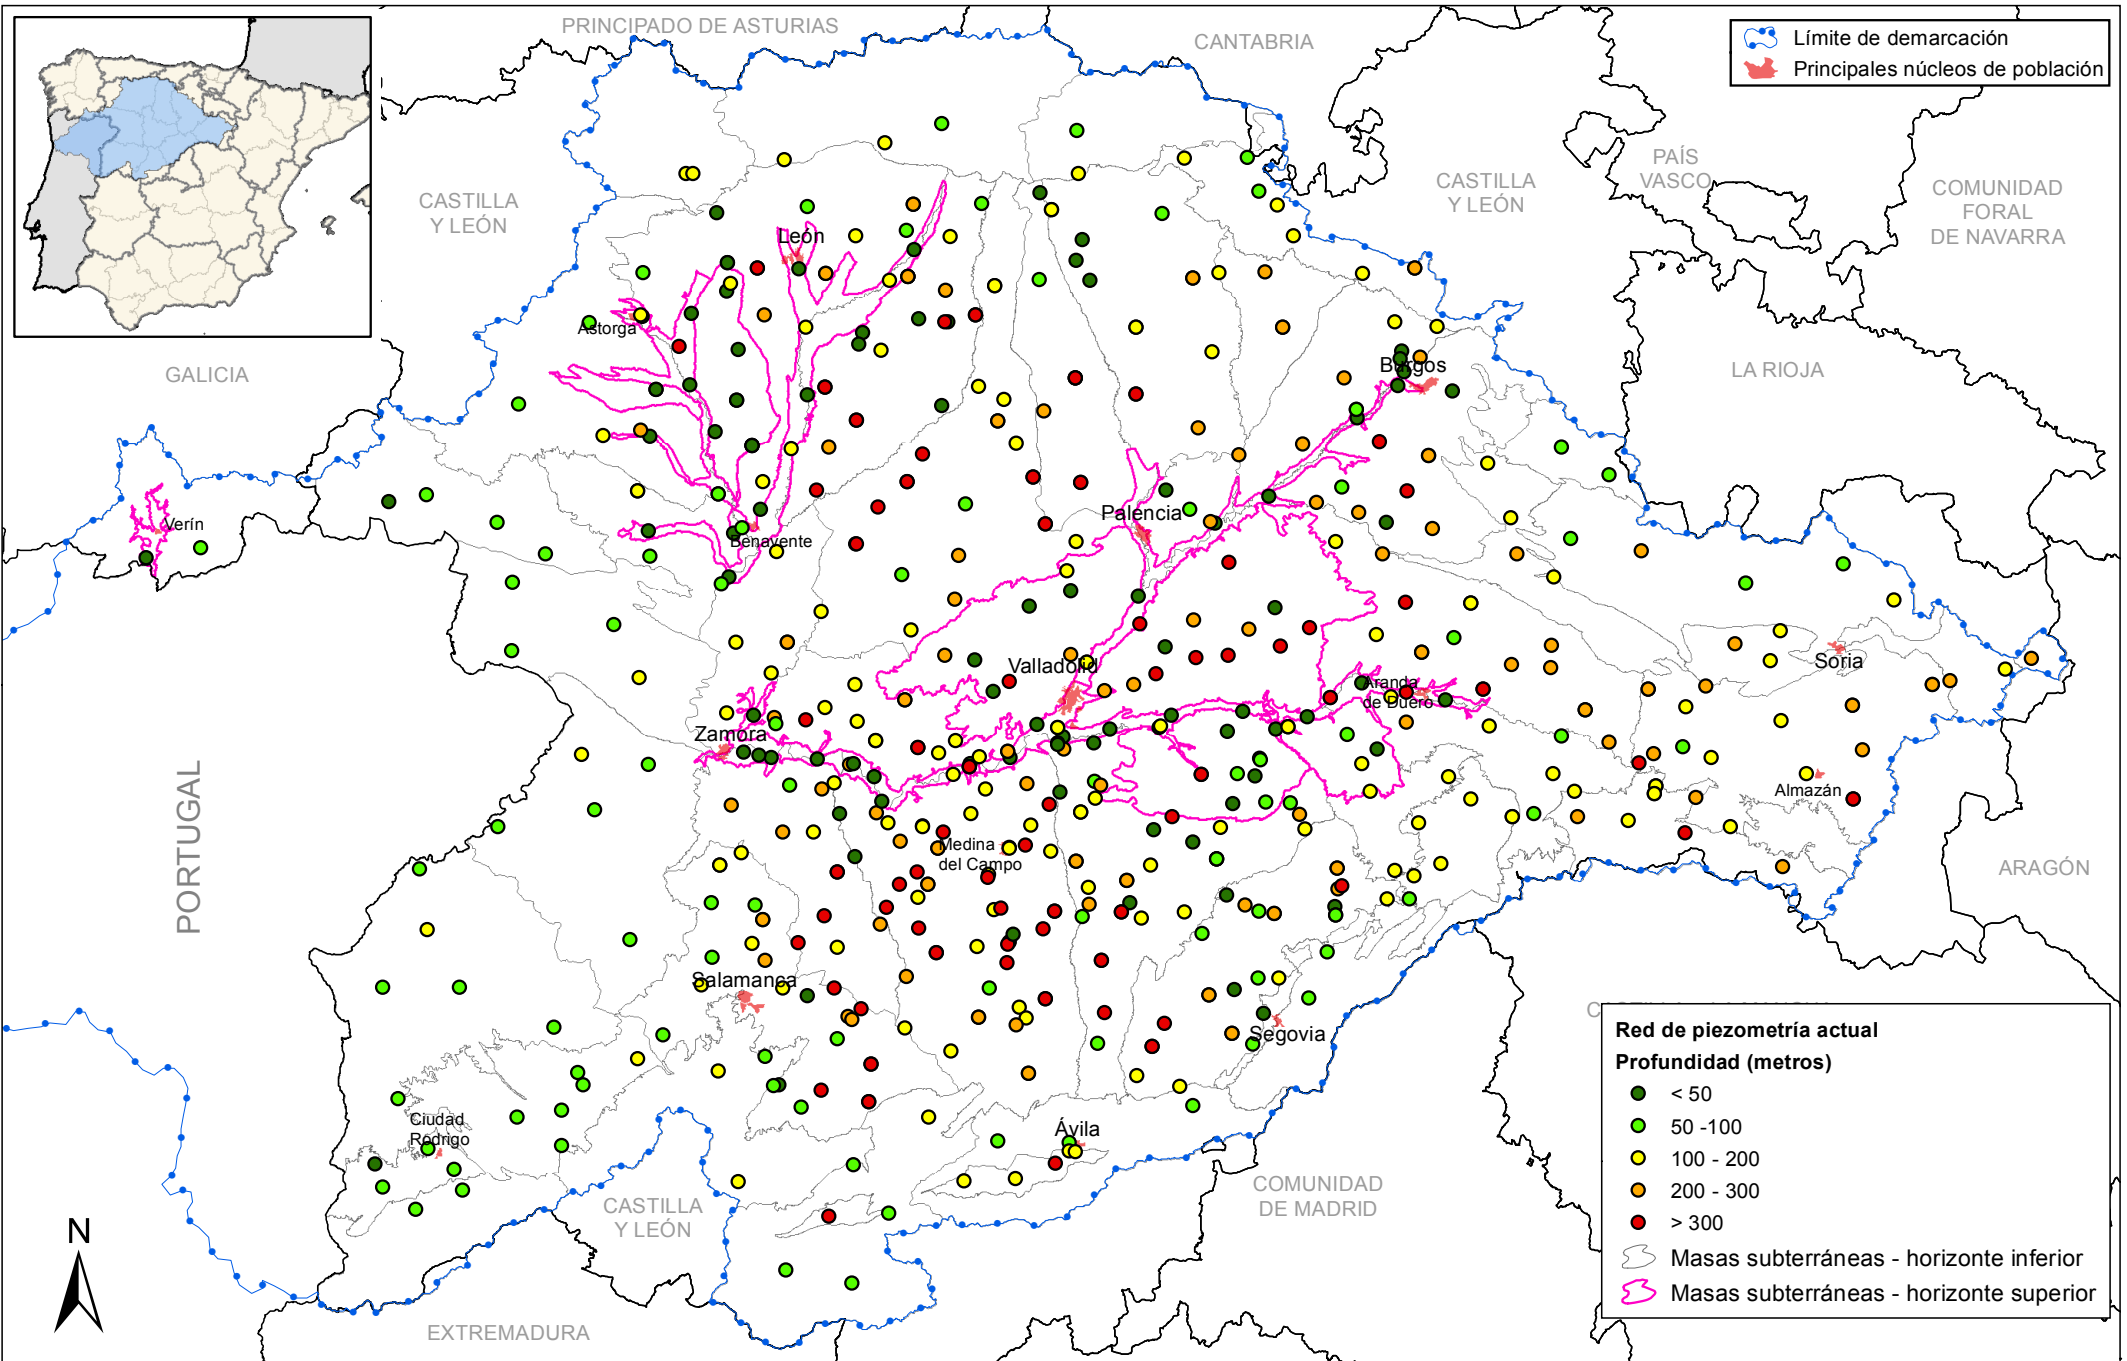 PRINCIPADO DE ASTURIAS
CANTABRIA
Límite de demarcación
Principales núcleos de población
PAÍS
VASCO
CASTILLA
Y LEÓN
CASTILLA
Y LEÓN
COMUNIDAD
FORAL
DE NAVARRA
León
Astorga
GALICIA
Burgos
LA RIOJA
Verín
Benavente
Palencia
Valladolid
Soria
Aranda
de Duero
Zamora
Almazán
PORTUGAL
Medina
del Campo
ARAGÓN
Salamanca
Segovia
Ciudad
Rodrigo
Ávila
CASTILLA
Y LEÓN
COMUNIDAD
DE MADRID
EXTREMADURA
N
Red de piezometría actual
Profundidad (metros)
< 50
50 -100
100 - 200
200 - 300
> 300
Masas subterráneas - horizonte inferior
Masas subterráneas - horizonte superior